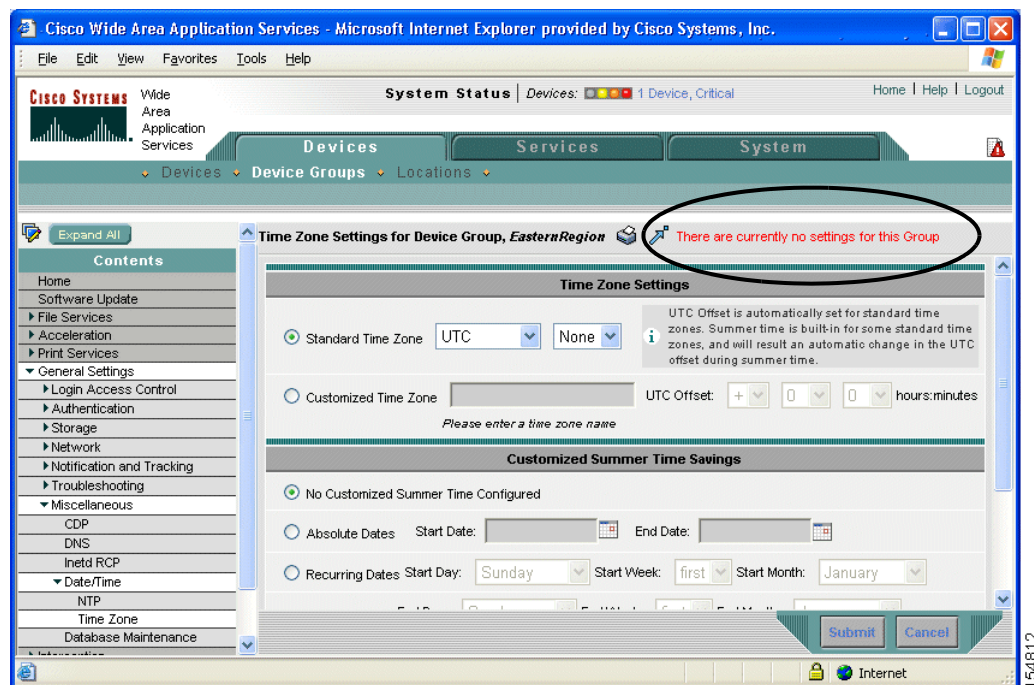 Cisco Wide Area Application Services - Microsoft Internet Explorer provided by Cisco Systems, Inc.
File Edit View Favorites Tools Help
CISCO SYSTEMS
Wide
Area
Application
Services
System Status | Devices: 1 Device, Critical
Home | Help | Logout
Devices Services System
Devices Device Groups Locations
Expand All
Time Zone Settings for Device Group, EasternRegion
There are currently no settings for this Group
Contents
Home
Software Update
File Services
Acceleration
Print Services
General Settings
Login Access Control
Authentication
Storage
Network
Notification and Tracking
Troubleshooting
Miscellaneous
CDP
DNS
Inetd RCP
Date/Time
NTP
Time Zone
Database Maintenance
Time Zone Settings
Standard Time Zone UTC None
UTC Offset is automatically set for standard time
zones. Summer time is built-in for some standard time
zones, and will result an automatic change in the UTC
offset during summer time.
Customized Time Zone UTC Offset: + 0 0 hours:minutes
Please enter a time zone name
Customized Summer Time Savings
No Customized Summer Time Configured
Absolute Dates Start Date: End Date:
Recurring Dates Start Day: Sunday Start Week: first Start Month: January
Submit Cancel
Internet
154812